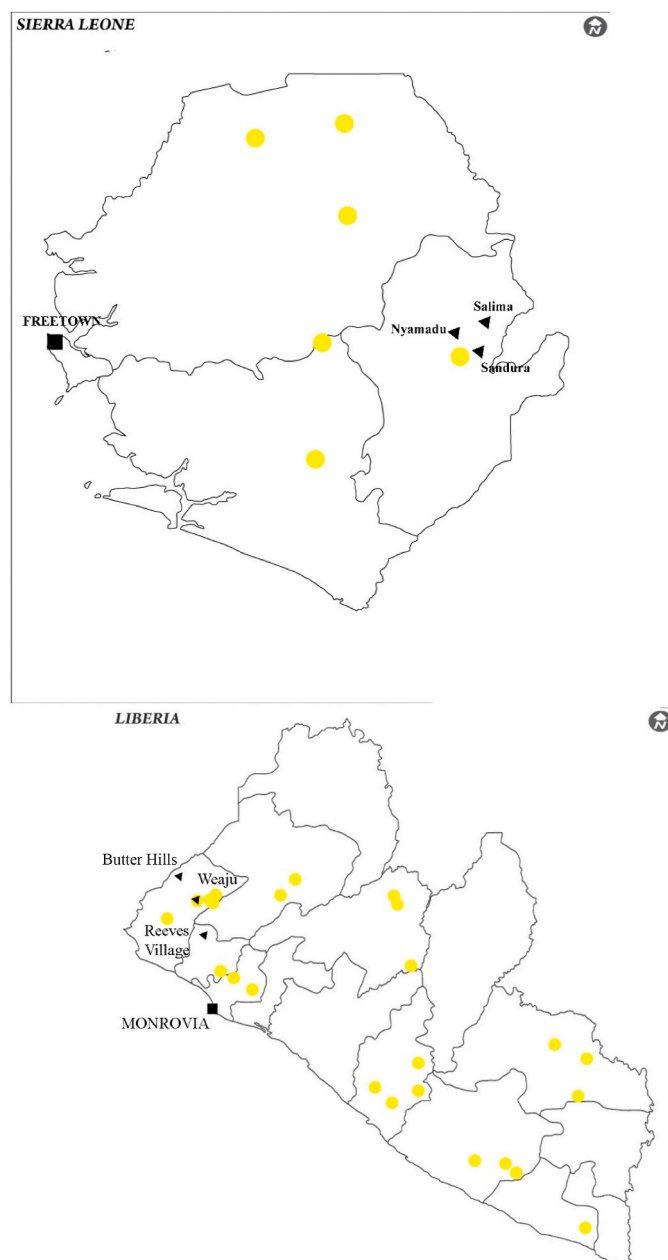 SIERRA LEONE
N
FREETOWN
Salima
Nyamadu
Sandura
LIBERIA
N
Butter Hills
Weaju
Reeves
Village
MONROVIA